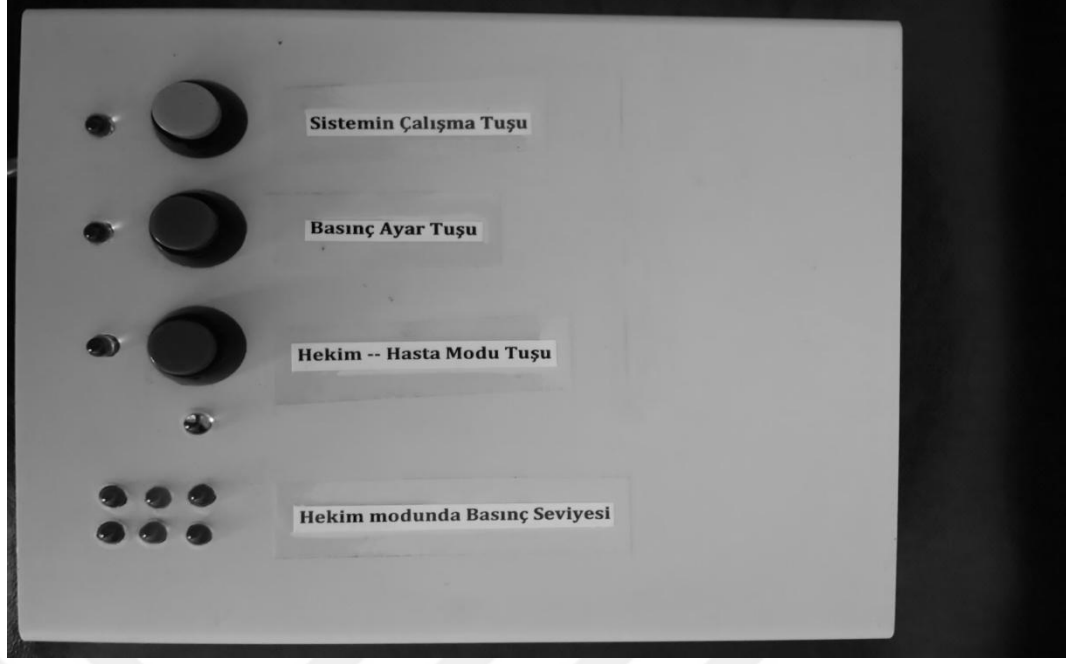 Sistemin Çalışma Tuşu
Basınç Ayar Tuşu
Hekim -- Hasta Modu Tuşu
Hekim modunda Basınç Seviyesi